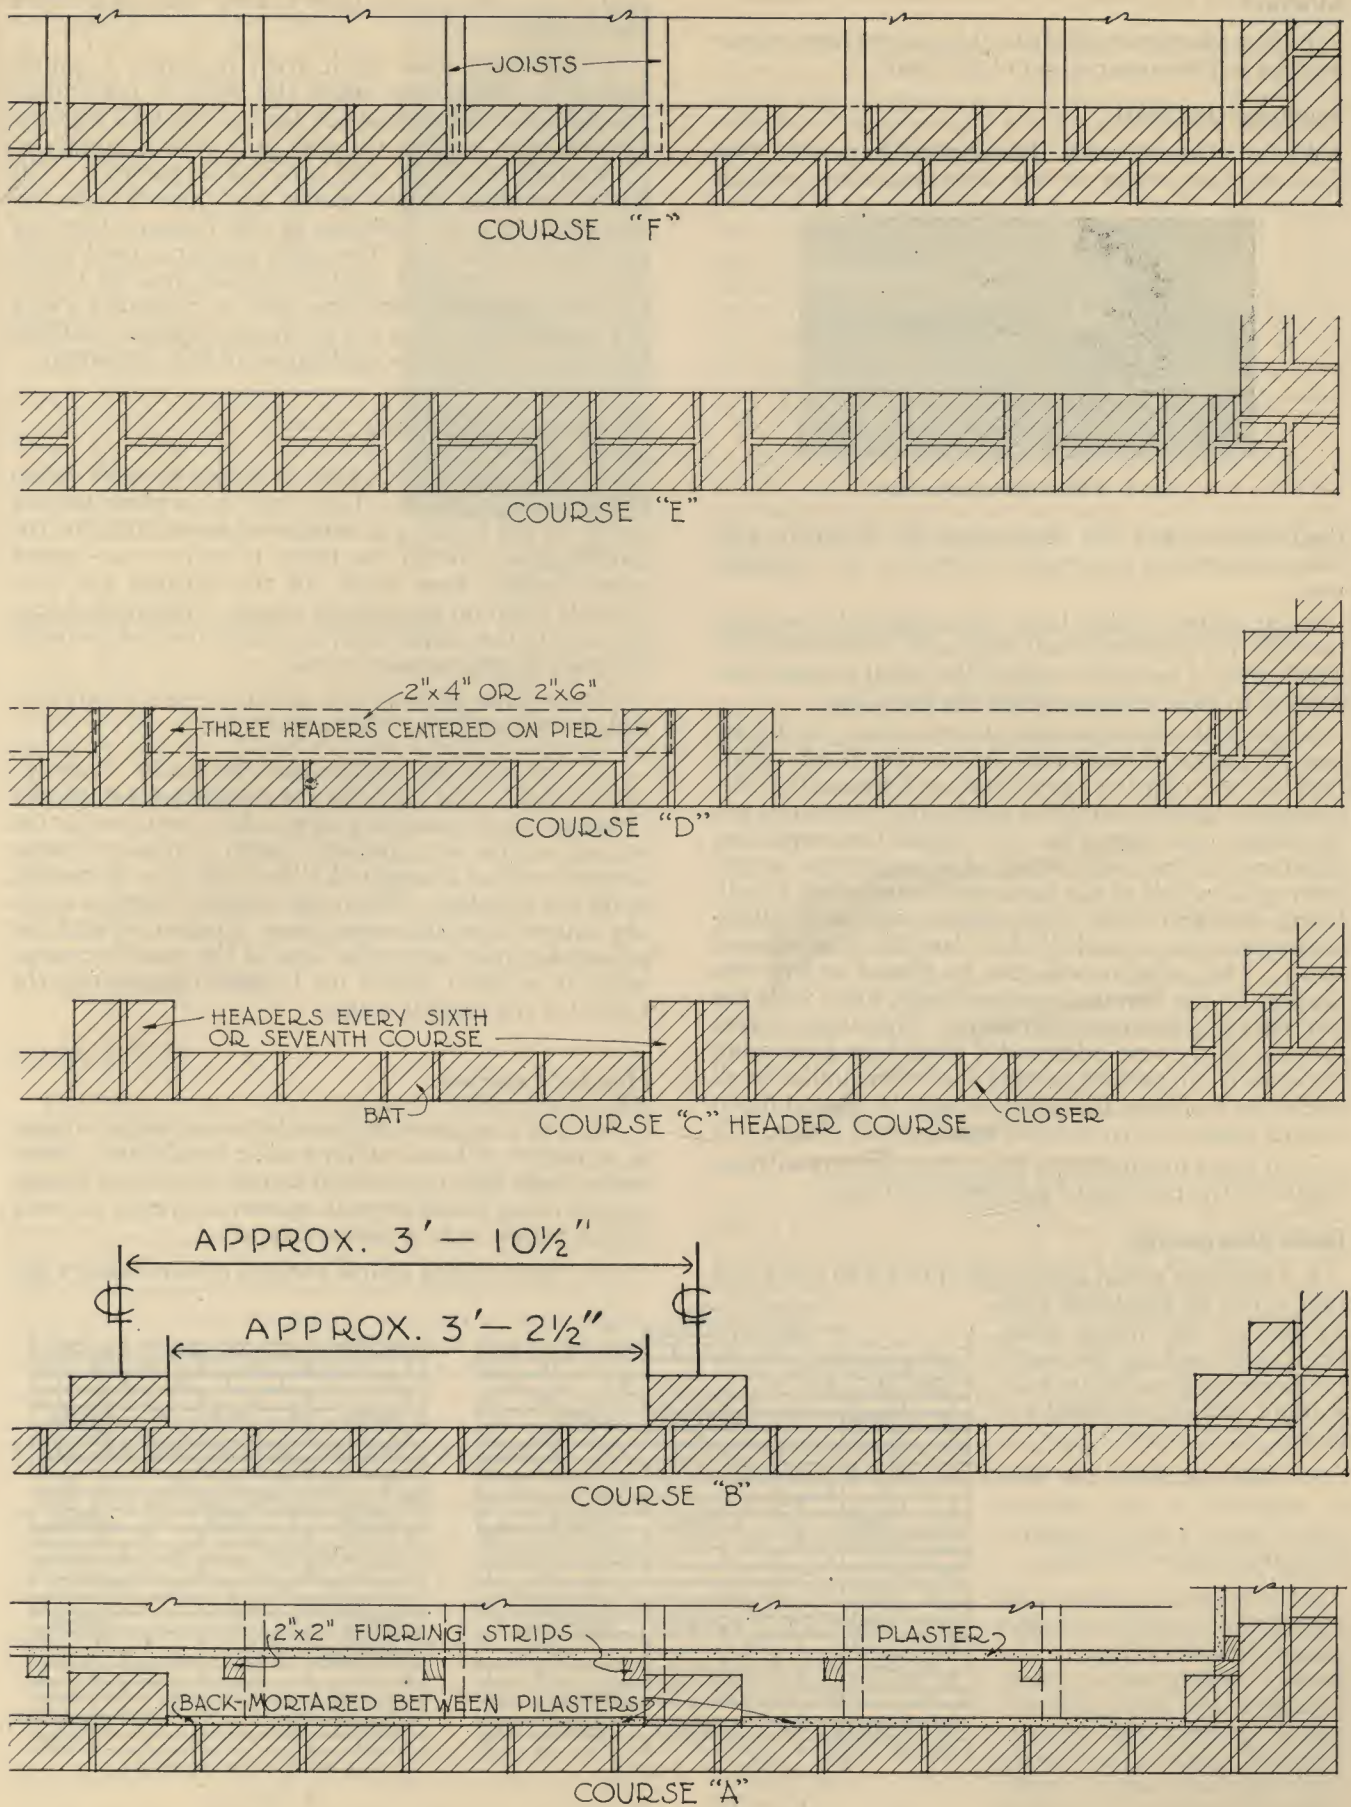 JOISTS
COURSE "F"
COURSE "E"
2"x4" OR 2"x6"
THREE HEADERS CENTERED ON PIER
COURSE "D"
HEADERS EVERY SIXTH
OR SEVENTH COURSE
BAT
COURSE "C" HEADER COURSE
CLOSER
APPROX. 3'— 10½"
APPROX. 3'— 2½"
COURSE "B"
2"x2" FURRING STRIPS
PLASTER
BACK-MORTARED BETWEEN PILASTERS
COURSE "A"